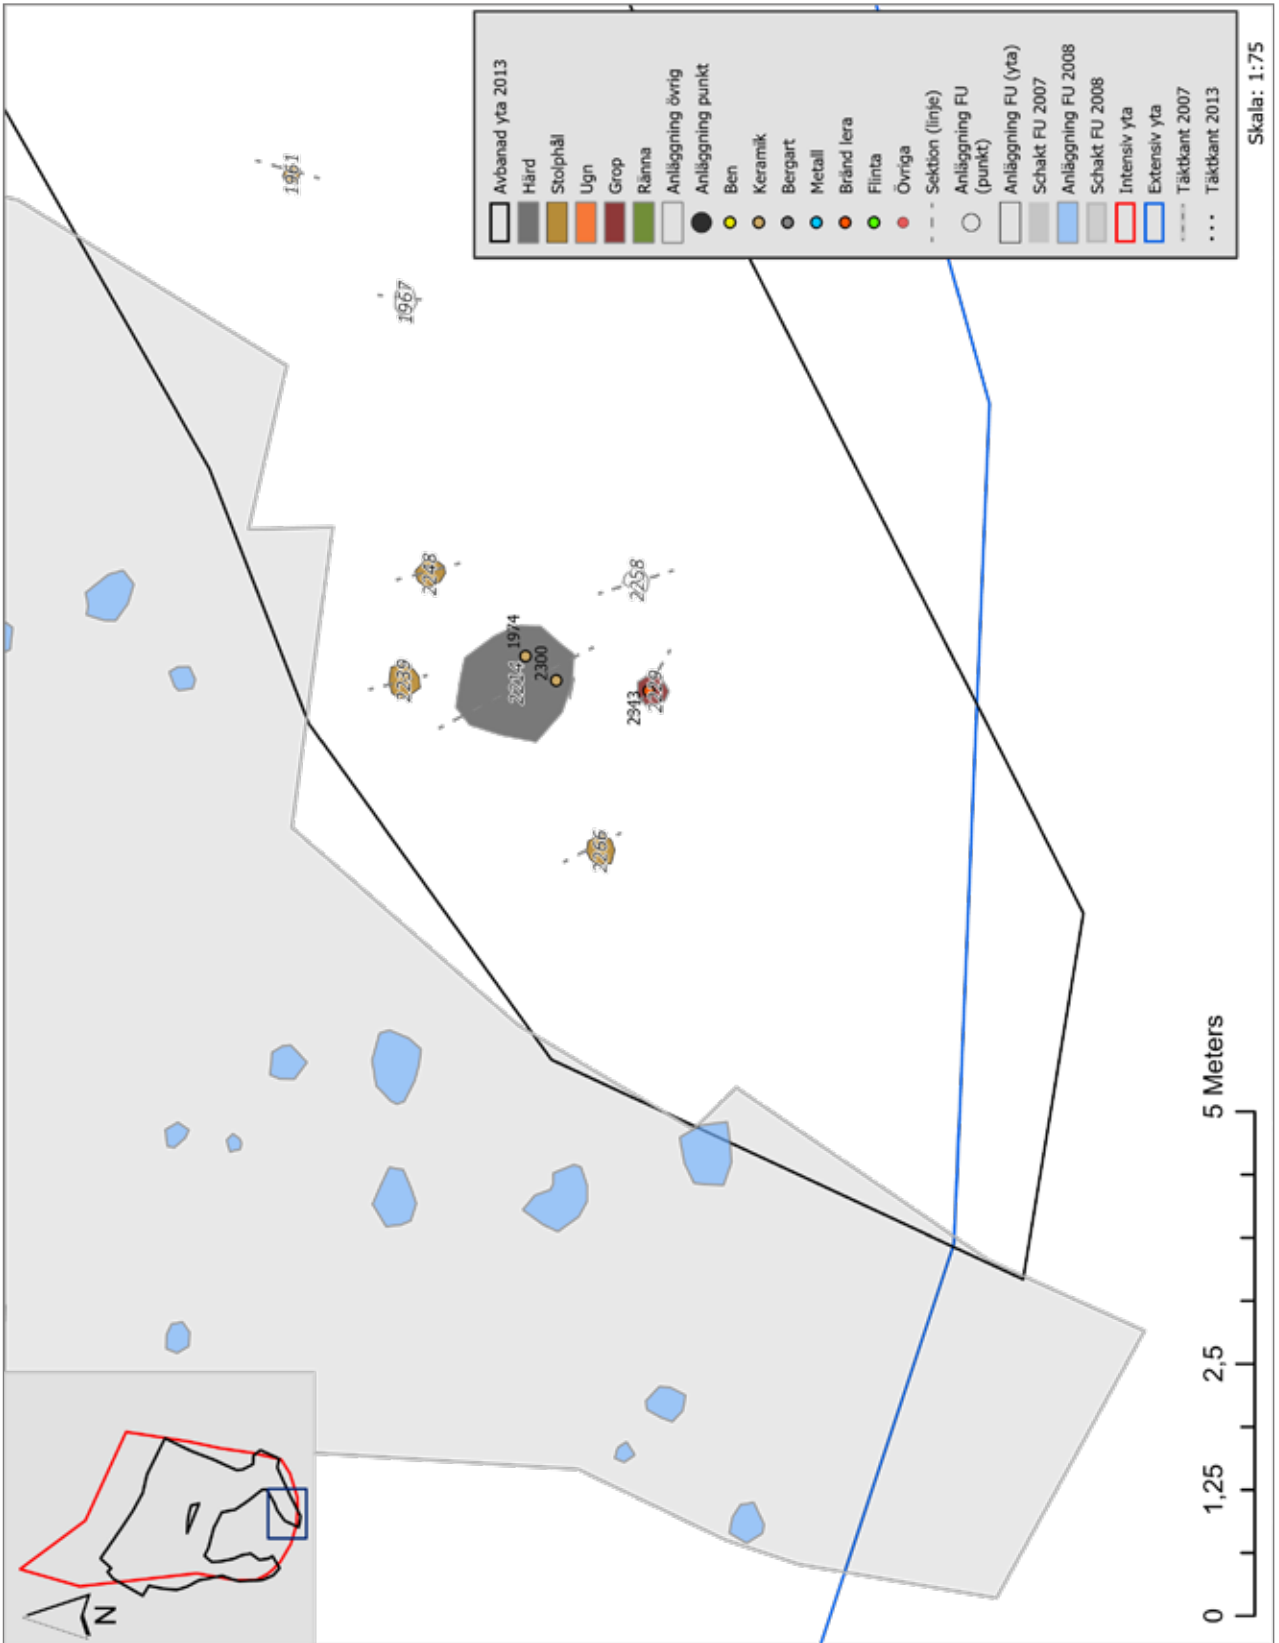 N
1961
1967
2248
2239
2258
1974
2214
2300
2943
2229
2266
Avbanad yta 2013
Härd
Stolphål
Ugn
Grop
Ränna
Anläggning övrig
Anläggning punkt
Ben
Keramik
Bergart
Metall
Bränd lera
Flinta
Övriga
Sektion (linje)
Anläggning FU
(punkt)
Anläggning FU (yta)
Schakt FU 2007
Anläggning FU 2008
Schakt FU 2008
Intensiv yta
Extensiv yta
Täktkant 2007
Täktkant 2013
Skala: 1:75
0 1,25 2,5 5 Meters